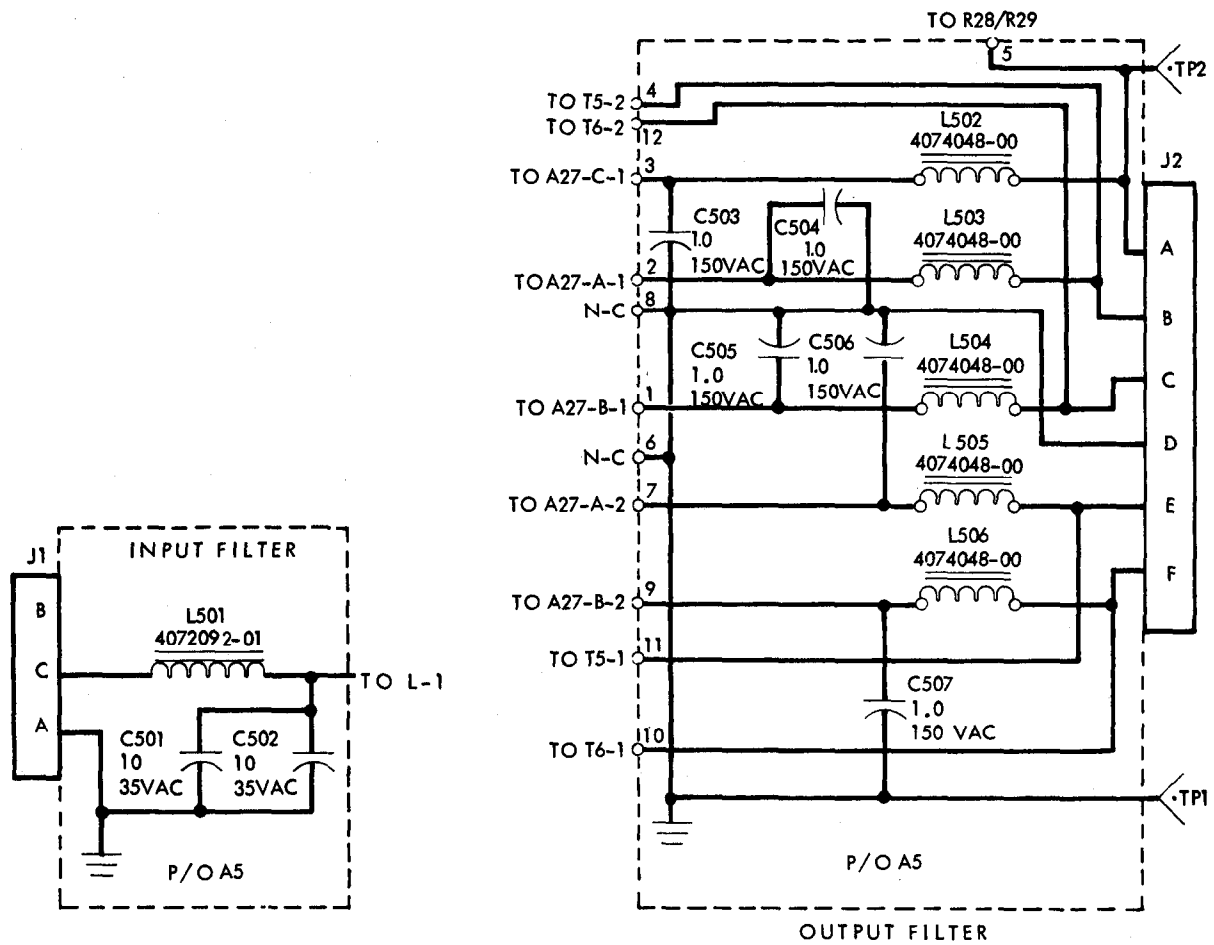 INPUT FILTER
J1
B
C
A
L501
4072092-01
TO L-1
C501
10
35VAC
C502
10
35VAC
P/O A5
TO R28/R29
5
TP2
TO T5-2
4
TO T6-2
12
L502
4074048-00
J2
TO A27-C-1
3
C503
1.0
150VAC
C504
1.0
150VAC
L503
4074048-00
A
TO A27-A-1
2
N-C
8
B
C505
1.0
150VAC
C506
1.0
150VAC
L504
4074048-00
C
TO A27-B-1
1
D
N-C
6
L505
4074048-00
TO A27-A-2
7
E
L506
4074048-00
F
TO A27-B-2
9
TO T5-1
11
C507
1.0
150 VAC
TO T6-1
10
TP1
P/O A5
OUTPUT FILTER